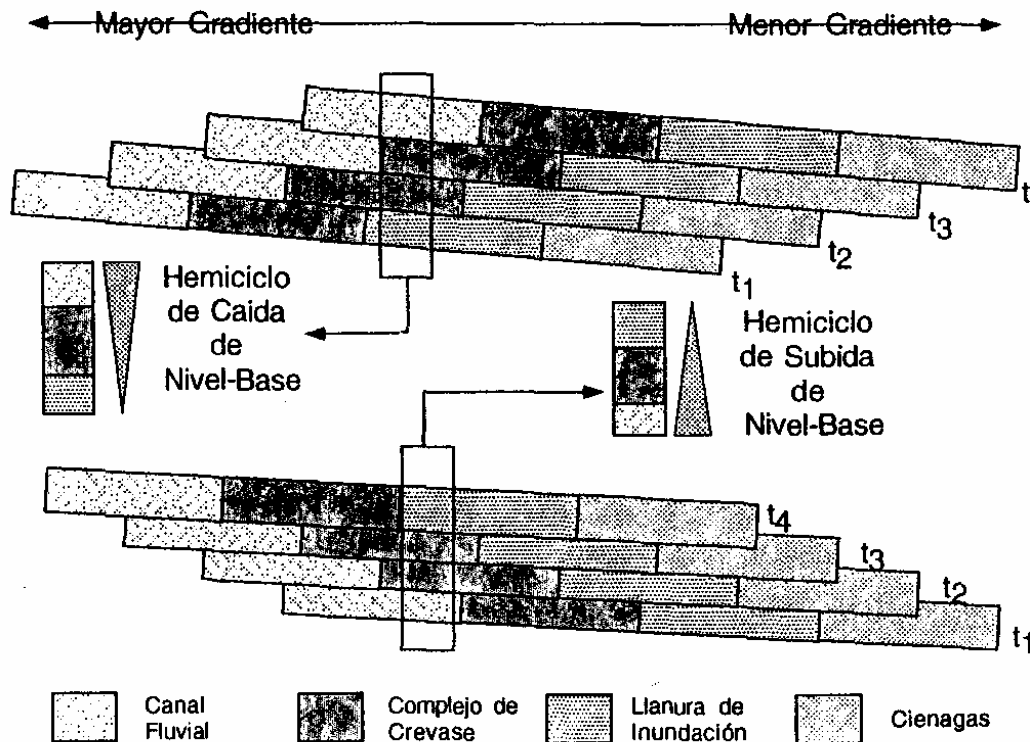 Mayor Gradiente
Menor Gradiente
t
t3
t2
t1
Hemiciclo
de Caida
de
Nivel-Base
Hemiciclo
de Subida
de
Nivel-Base
t4
t3
t2
t1
Canal
Fluvial
Complejo de
Crevase
Llanura de
Inundación
Cienagas